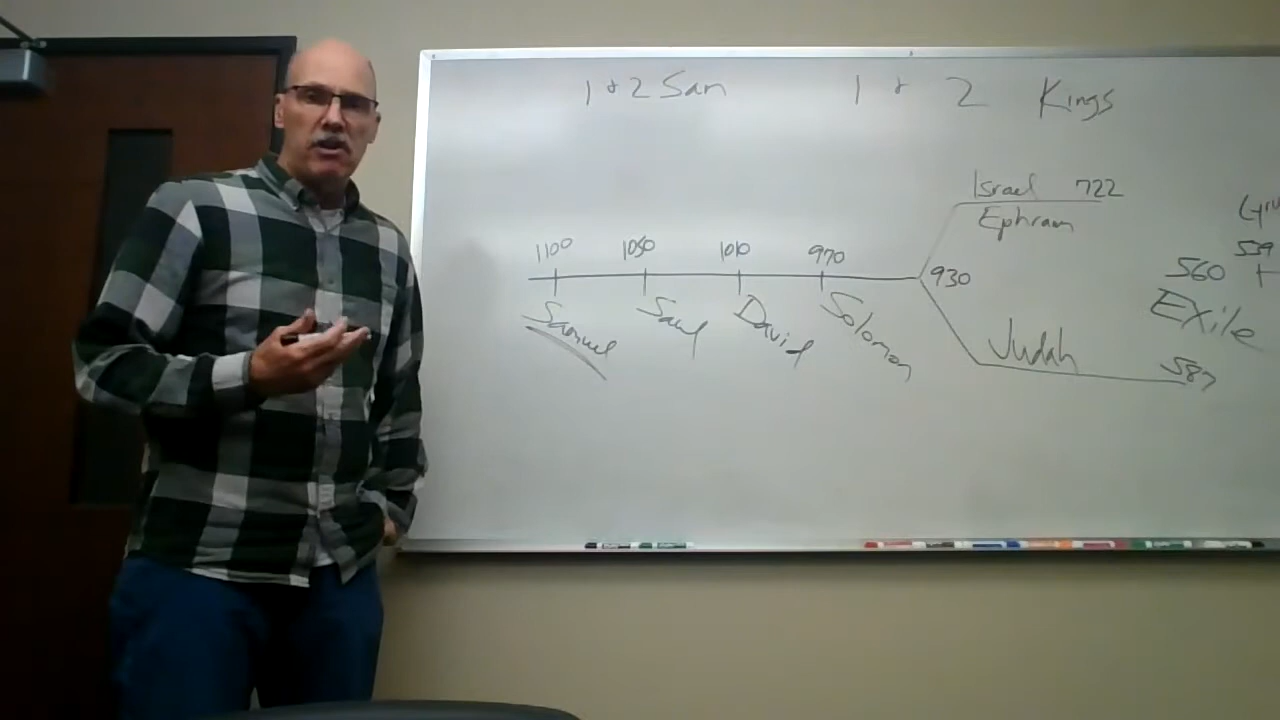 1 + 2 Sam 1 + 2 Kings
Israel 722
Ephram
1100 1050 1010 970
930
Samuel Saul David Solomon
Judah 587
560
Exile
539